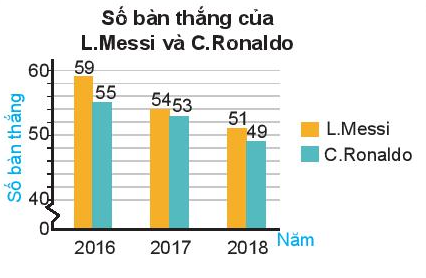 Số bàn thắng của
L.Messi và C.Ronaldo
Số bàn thắng
60
50
40
0
59
55
54
53
51
49
2016
2017
2018
Năm
L.Messi
C.Ronaldo